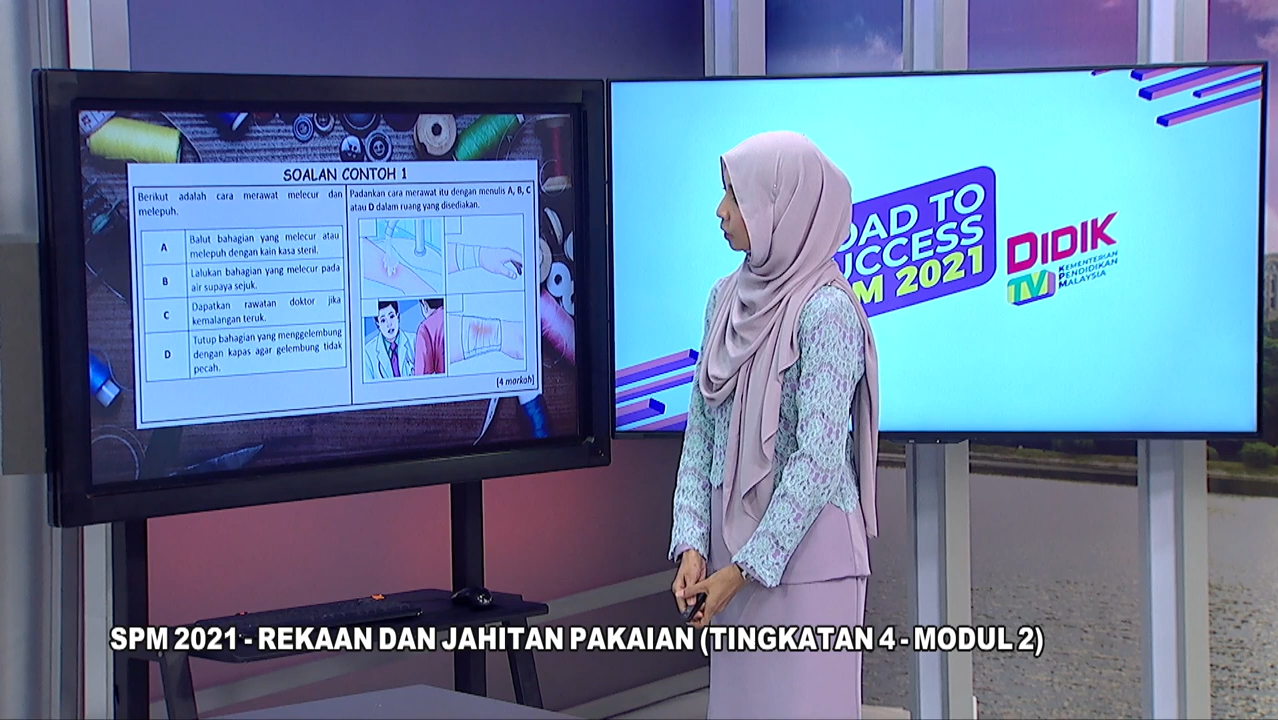 SOALAN CONTOH 1
Berikut adalah cara merawat melecur dan
melepuh.
A
Balut bahagian yang melecur atau
melepuh dengan kain kasa steril.
B
Lalukan bahagian yang melecur pada
air supaya sejuk.
C
Dapatkan rawatan doktor jika
kemalangan teruk.
D
Tutup bahagian yang menggelembung
dengan kapas agar gelembung tidak
pecah.
Padankan cara merawat itu dengan menulis A, B, C
atau D dalam ruang yang disediakan.
[4 markah]
OAD TO
UCCESS
M 2021
DIDIK
TV
KEMENTERIAN
PENDIDIKAN
MALAYSIA
SPM 2021 - REKAAN DAN JAHITAN PAKAIAN (TINGKATAN 4 - MODUL 2)